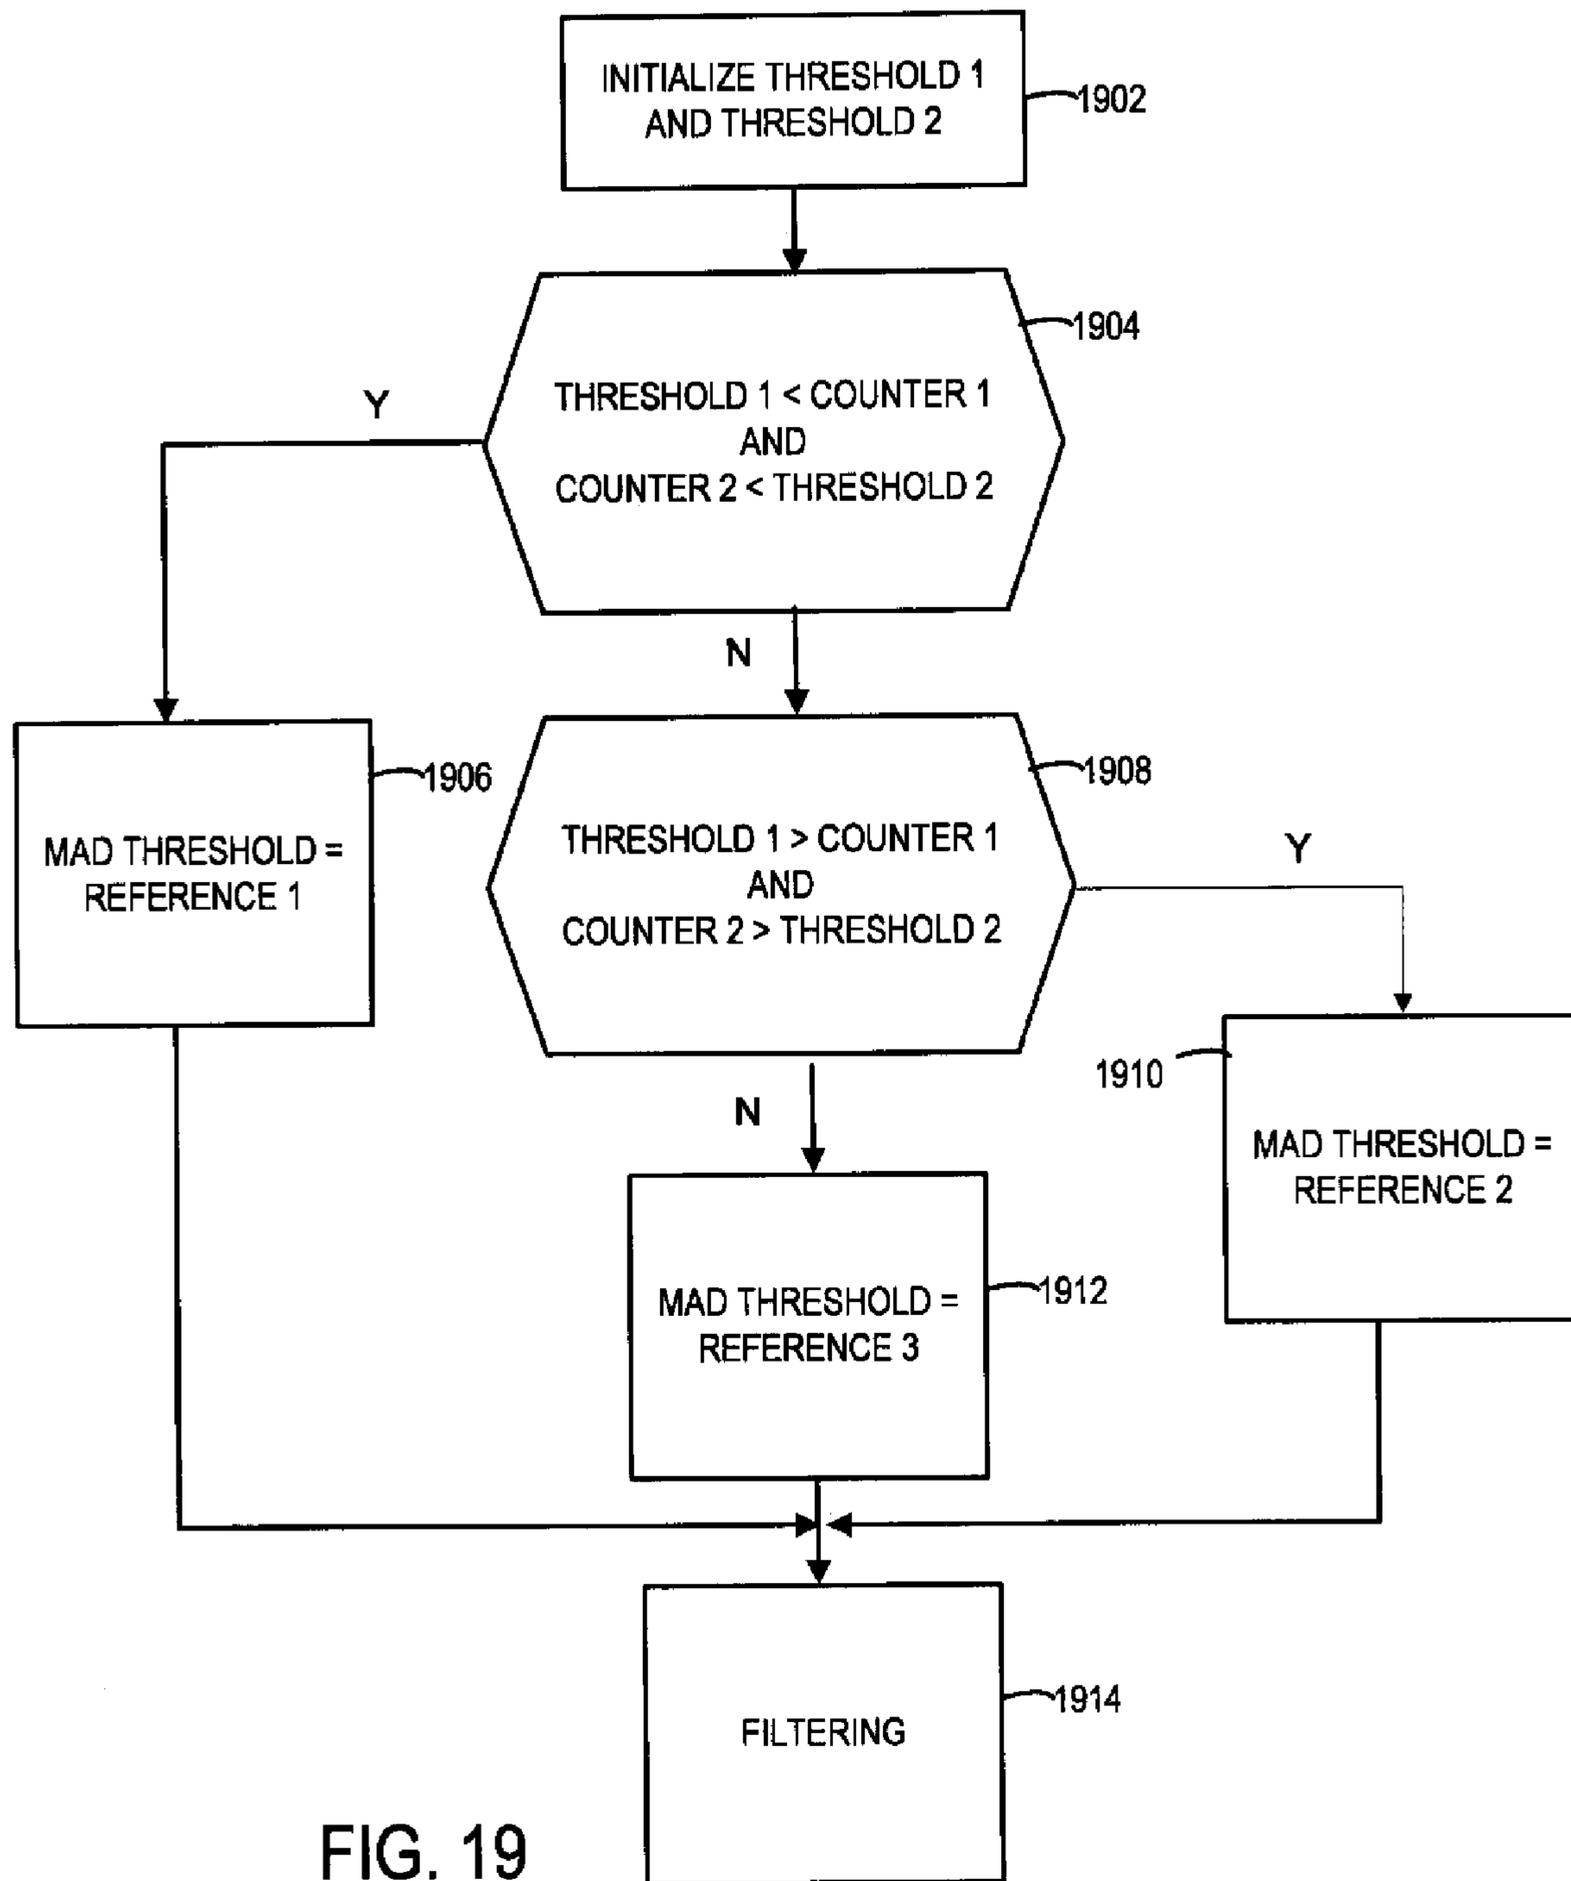 INITIALIZE THRESHOLD 1
AND THRESHOLD 2
1902
1904
THRESHOLD 1 < COUNTER 1
AND
COUNTER 2 < THRESHOLD 2
Y
N
1906
MAD THRESHOLD =
REFERENCE 1
1908
THRESHOLD 1 > COUNTER 1
AND
COUNTER 2 > THRESHOLD 2
Y
N
1910
MAD THRESHOLD =
REFERENCE 2
1912
MAD THRESHOLD =
REFERENCE 3
1914
FILTERING
FIG. 19